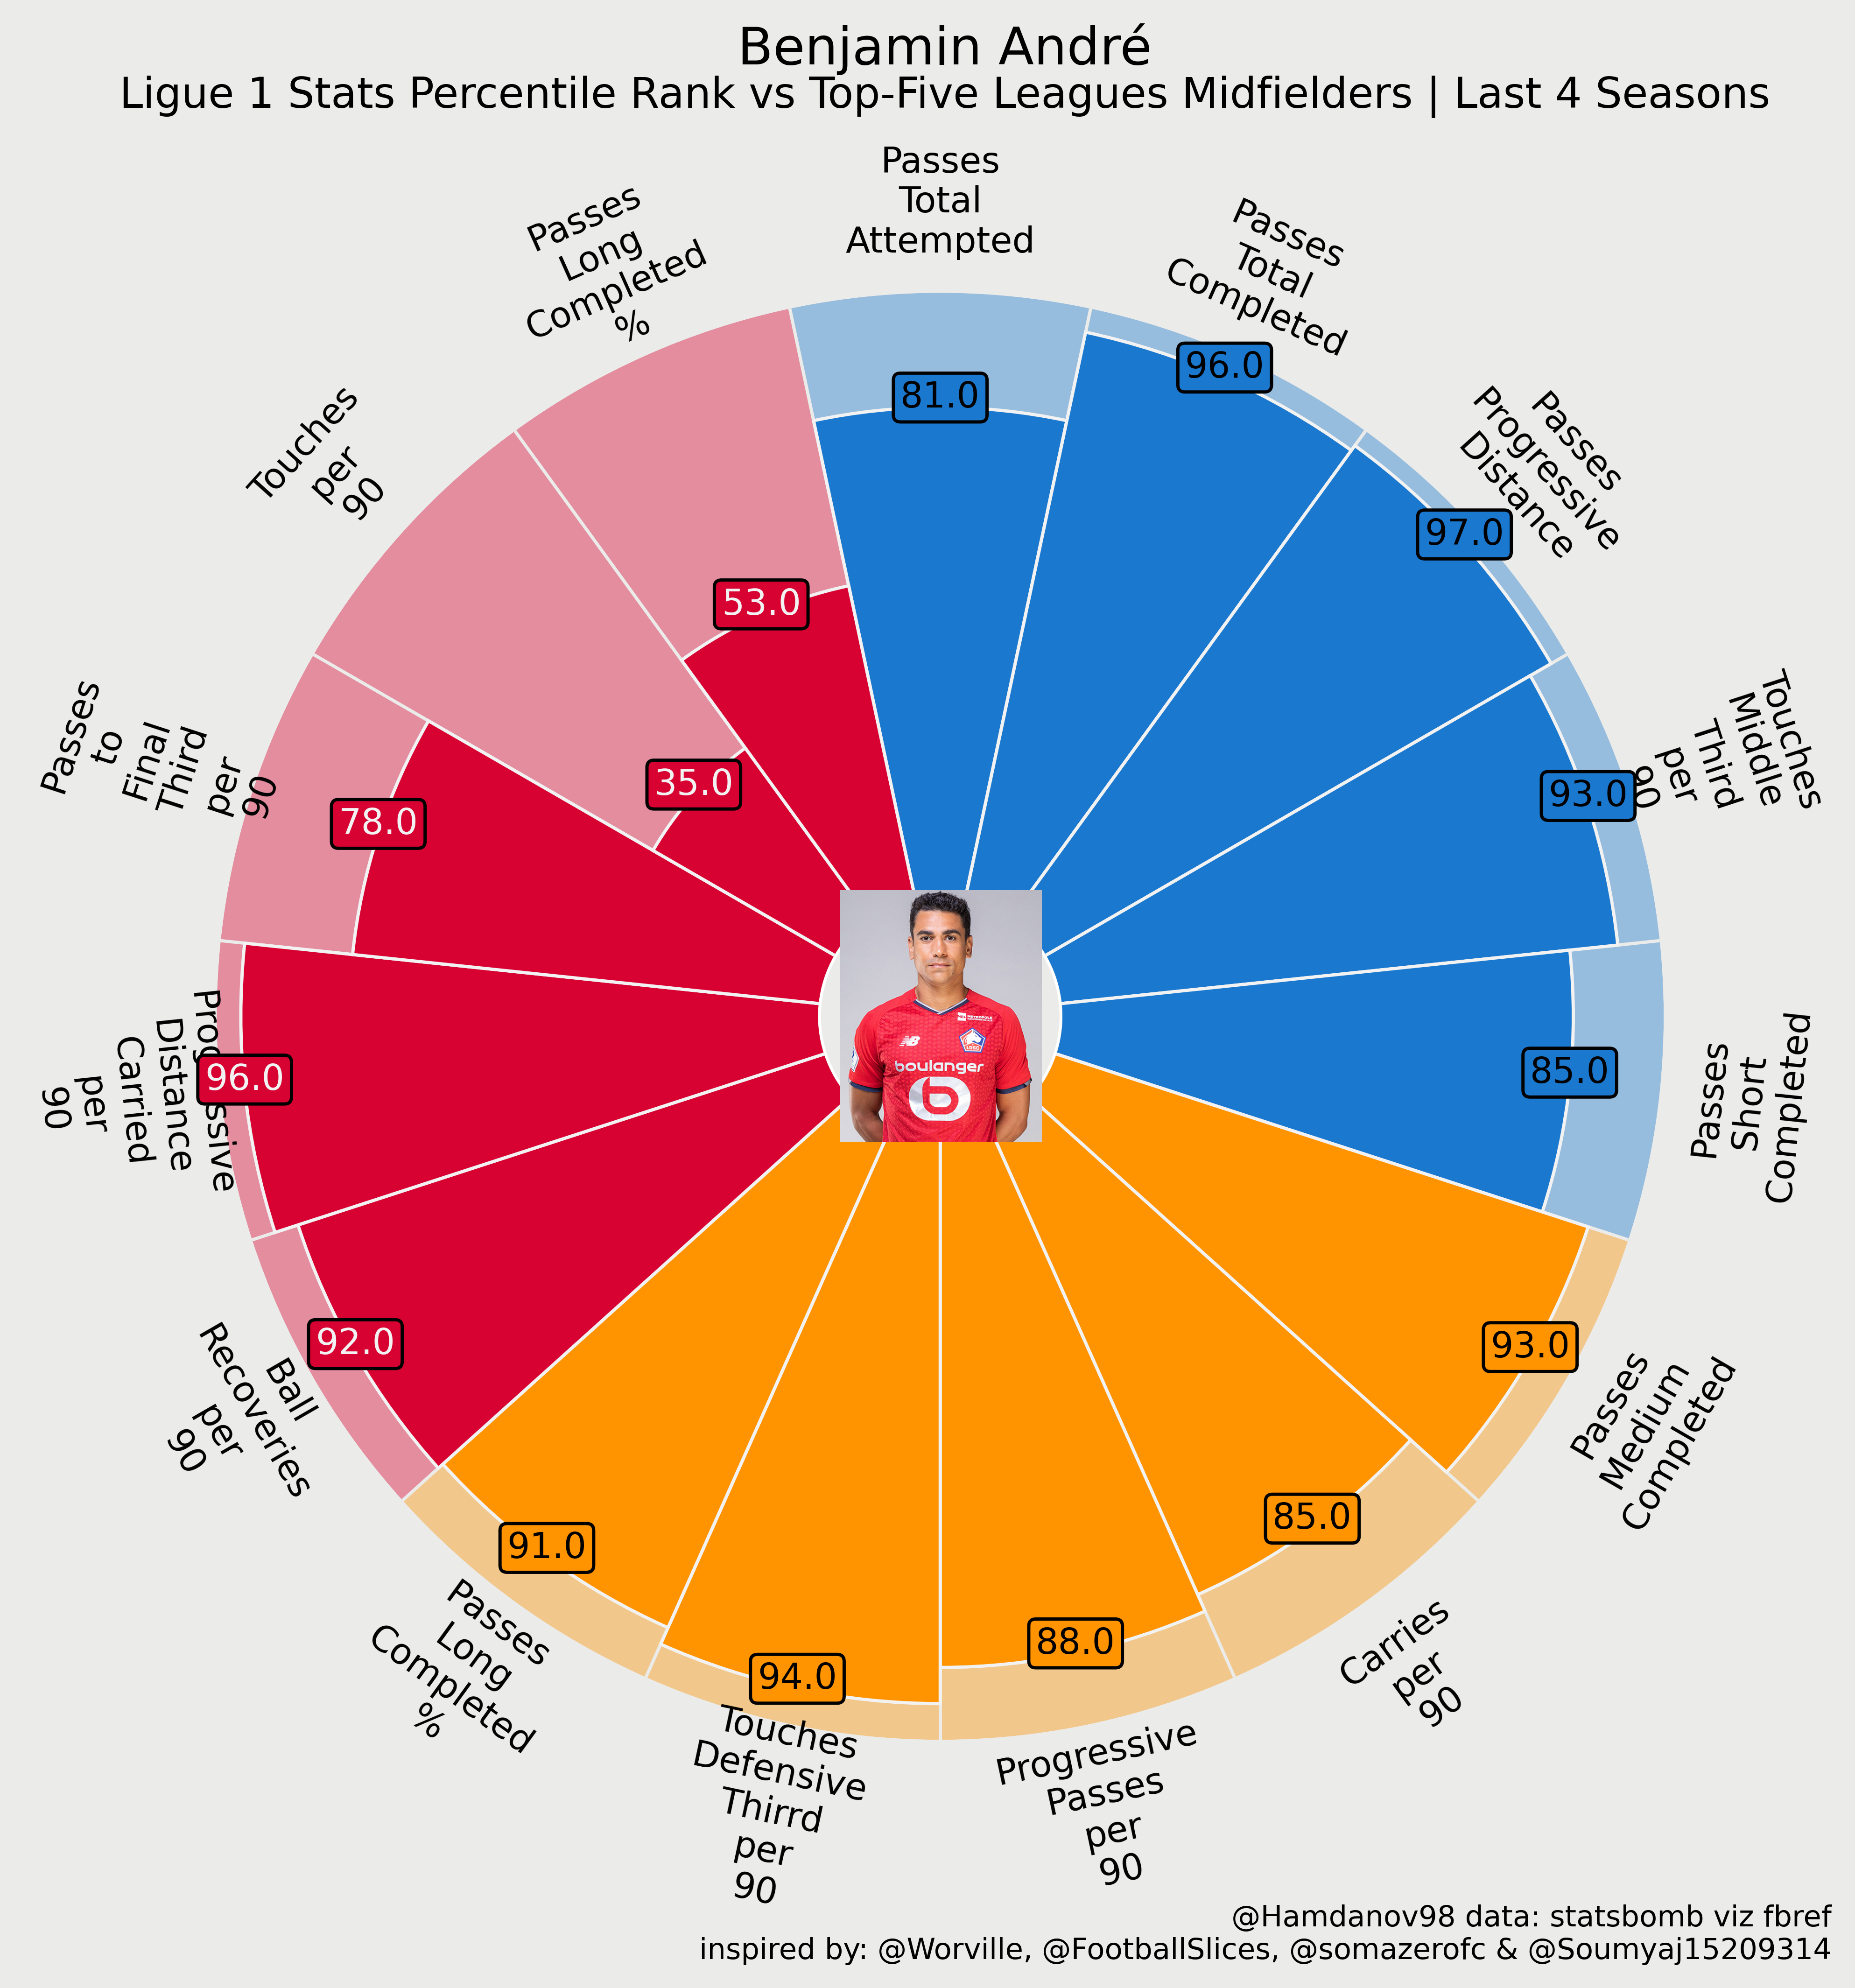 Benjamin André
Ligue 1 Stats Percentile Rank vs Top-Five Leagues Midfielders | Last 4 Seasons
Passes
Total
Attempted
81.0
Passes
Total
Completed
96.0
Passes
Progressive
Distance
97.0
Touches
Middle
Third
per
90
93.0
Passes
Short
Completed
85.0
Passes
Medium
Completed
93.0
Carries
per
90
85.0
Progressive
Passes
per
90
88.0
Touches
Defensive
Thirrd
per
90
94.0
Passes
Long
Completed
%
91.0
Ball
Recoveries
per
90
92.0
Progressive
Distance
Carried
per
90
96.0
Passes
to
Final
Third
per
90
78.0
Touches
per
90
35.0
Passes
Long
Completed
%
53.0
boulanger
@Hamdanov98 data: statsbomb viz fbref
inspired by: @Worville, @FootballSlices, @somazerofc & @Soumyaj15209314